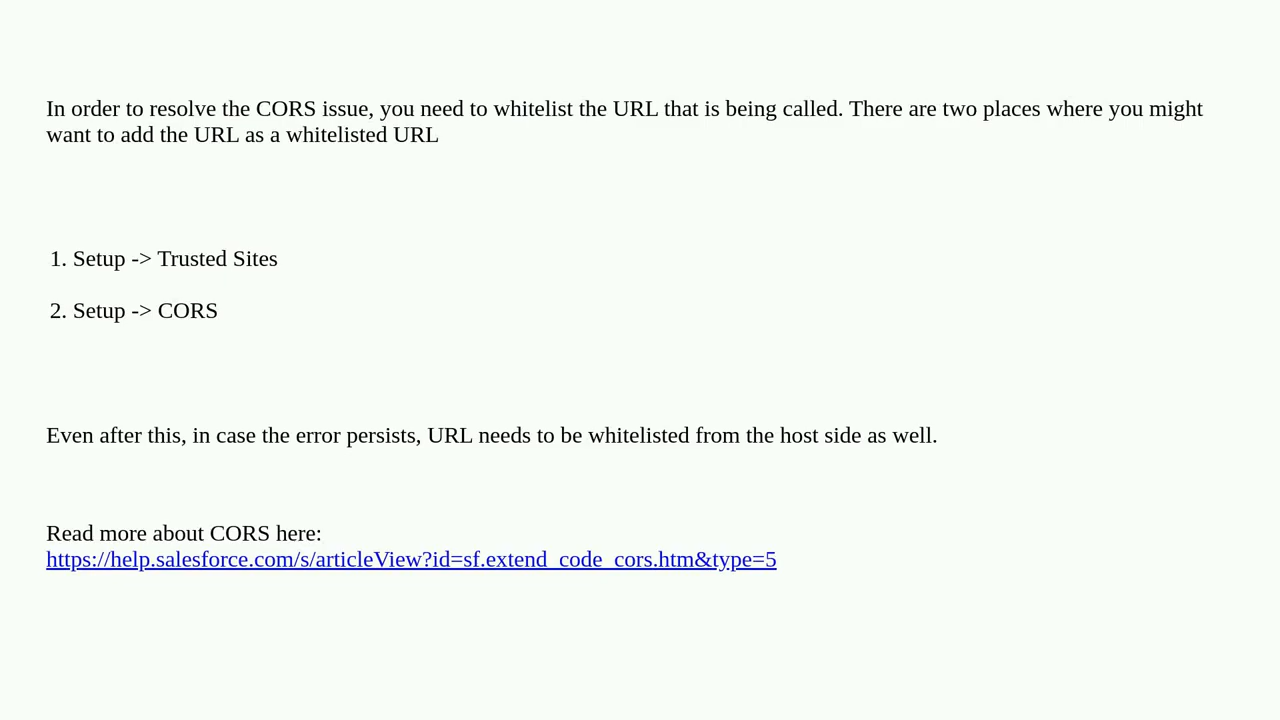 In order to resolve the CORS issue, you need to whitelist the URL that is being called. There are two places where you might
want to add the URL as a whitelisted URL
1. Setup -> Trusted Sites
2. Setup -> CORS
Even after this, in case the error persists, URL needs to be whitelisted from the host side as well.
Read more about CORS here:
https://help.salesforce.com/s/articleView?id=sf.extend_code_cors.htm&type=5